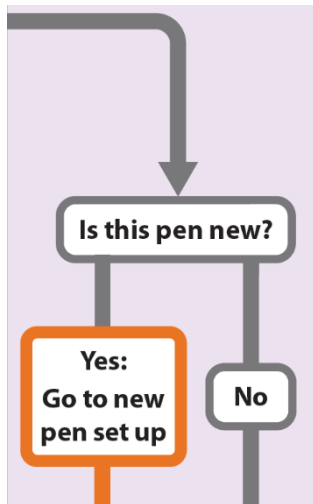 Is this pen new?
Yes:
Go to new
pen set up
No